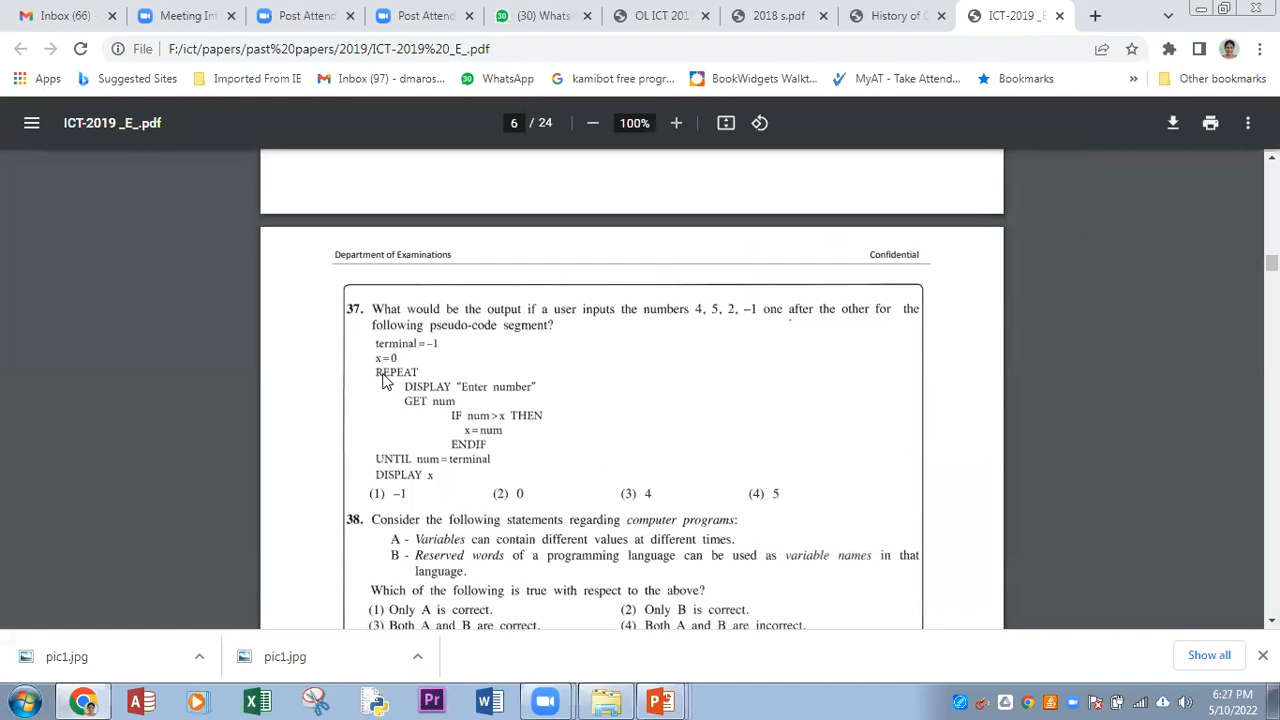 Inbox (66) –
Meeting Inf
Post Attend
Post Attend
(30) Whats
OL ICT 201
2018 s.pdf
History of C
ICT-2019 _E
File
F:/ict/papers/past%20papers/2019/ICT-2019%20_E_.pdf
Apps
Suggested Sites
Imported From IE
Inbox (97) - dmaros...
WhatsApp
kamibot free progr...
BookWidgets Walkt...
MyAT - Take Attend...
Bookmarks
»
Other bookmarks
ICT-2019 _E_.pdf
6 / 24
100%
Department of Examinations
Confidential
37. What would be the output if a user inputs the numbers 4, 5, 2, –1 one after the other for the
following pseudo-code segment?
terminal = –1
x=0
REPEAT
DISPLAY “Enter number”
GET num
IF num > x THEN
x = num
ENDIF
UNTIL num = terminal
DISPLAY x
(1) –1 (2) 0 (3) 4 (4) 5
38. Consider the following statements regarding computer programs:
A - Variables can contain different values at different times.
B - Reserved words of a programming language can be used as variable names in that
language.
Which of the following is true with respect to the above?
(1) Only A is correct. (2) Only B is correct.
(3) Both A and B are correct. (4) Both A and B are incorrect.
pic1.jpg
pic1.jpg
Show all
6:27 PM
5/10/2022